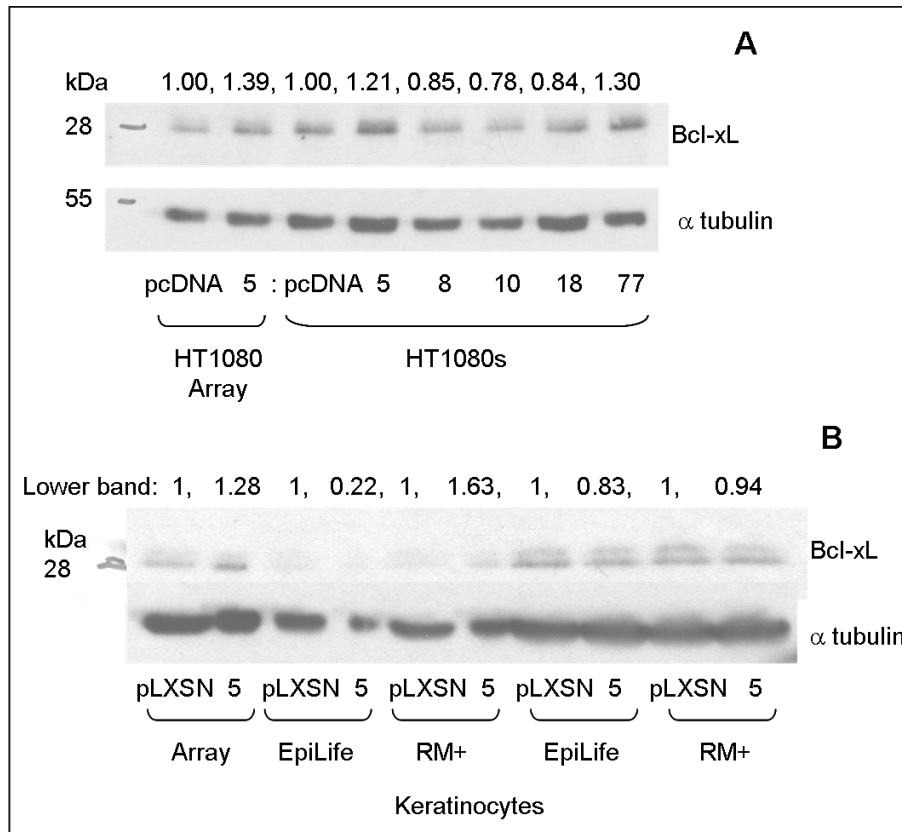 A
kDa 1.00, 1.39, 1.00, 1.21, 0.85, 0.78, 0.84, 1.30
28 Bcl-xL
55
α tubulin
pcDNA 5 : pcDNA 5 8 10 18 77
HT1080 HT1080s
Array
B
Lower band: 1, 1.28 1, 0.22, 1, 1.63, 1, 0.83, 1, 0.94
kDa
Bcl-xL
28
α tubulin
pLXSN 5 pLXSN 5 pLXSN 5 pLXSN 5 pLXSN 5
Array EpiLife RM+ EpiLife RM+
Keratinocytes